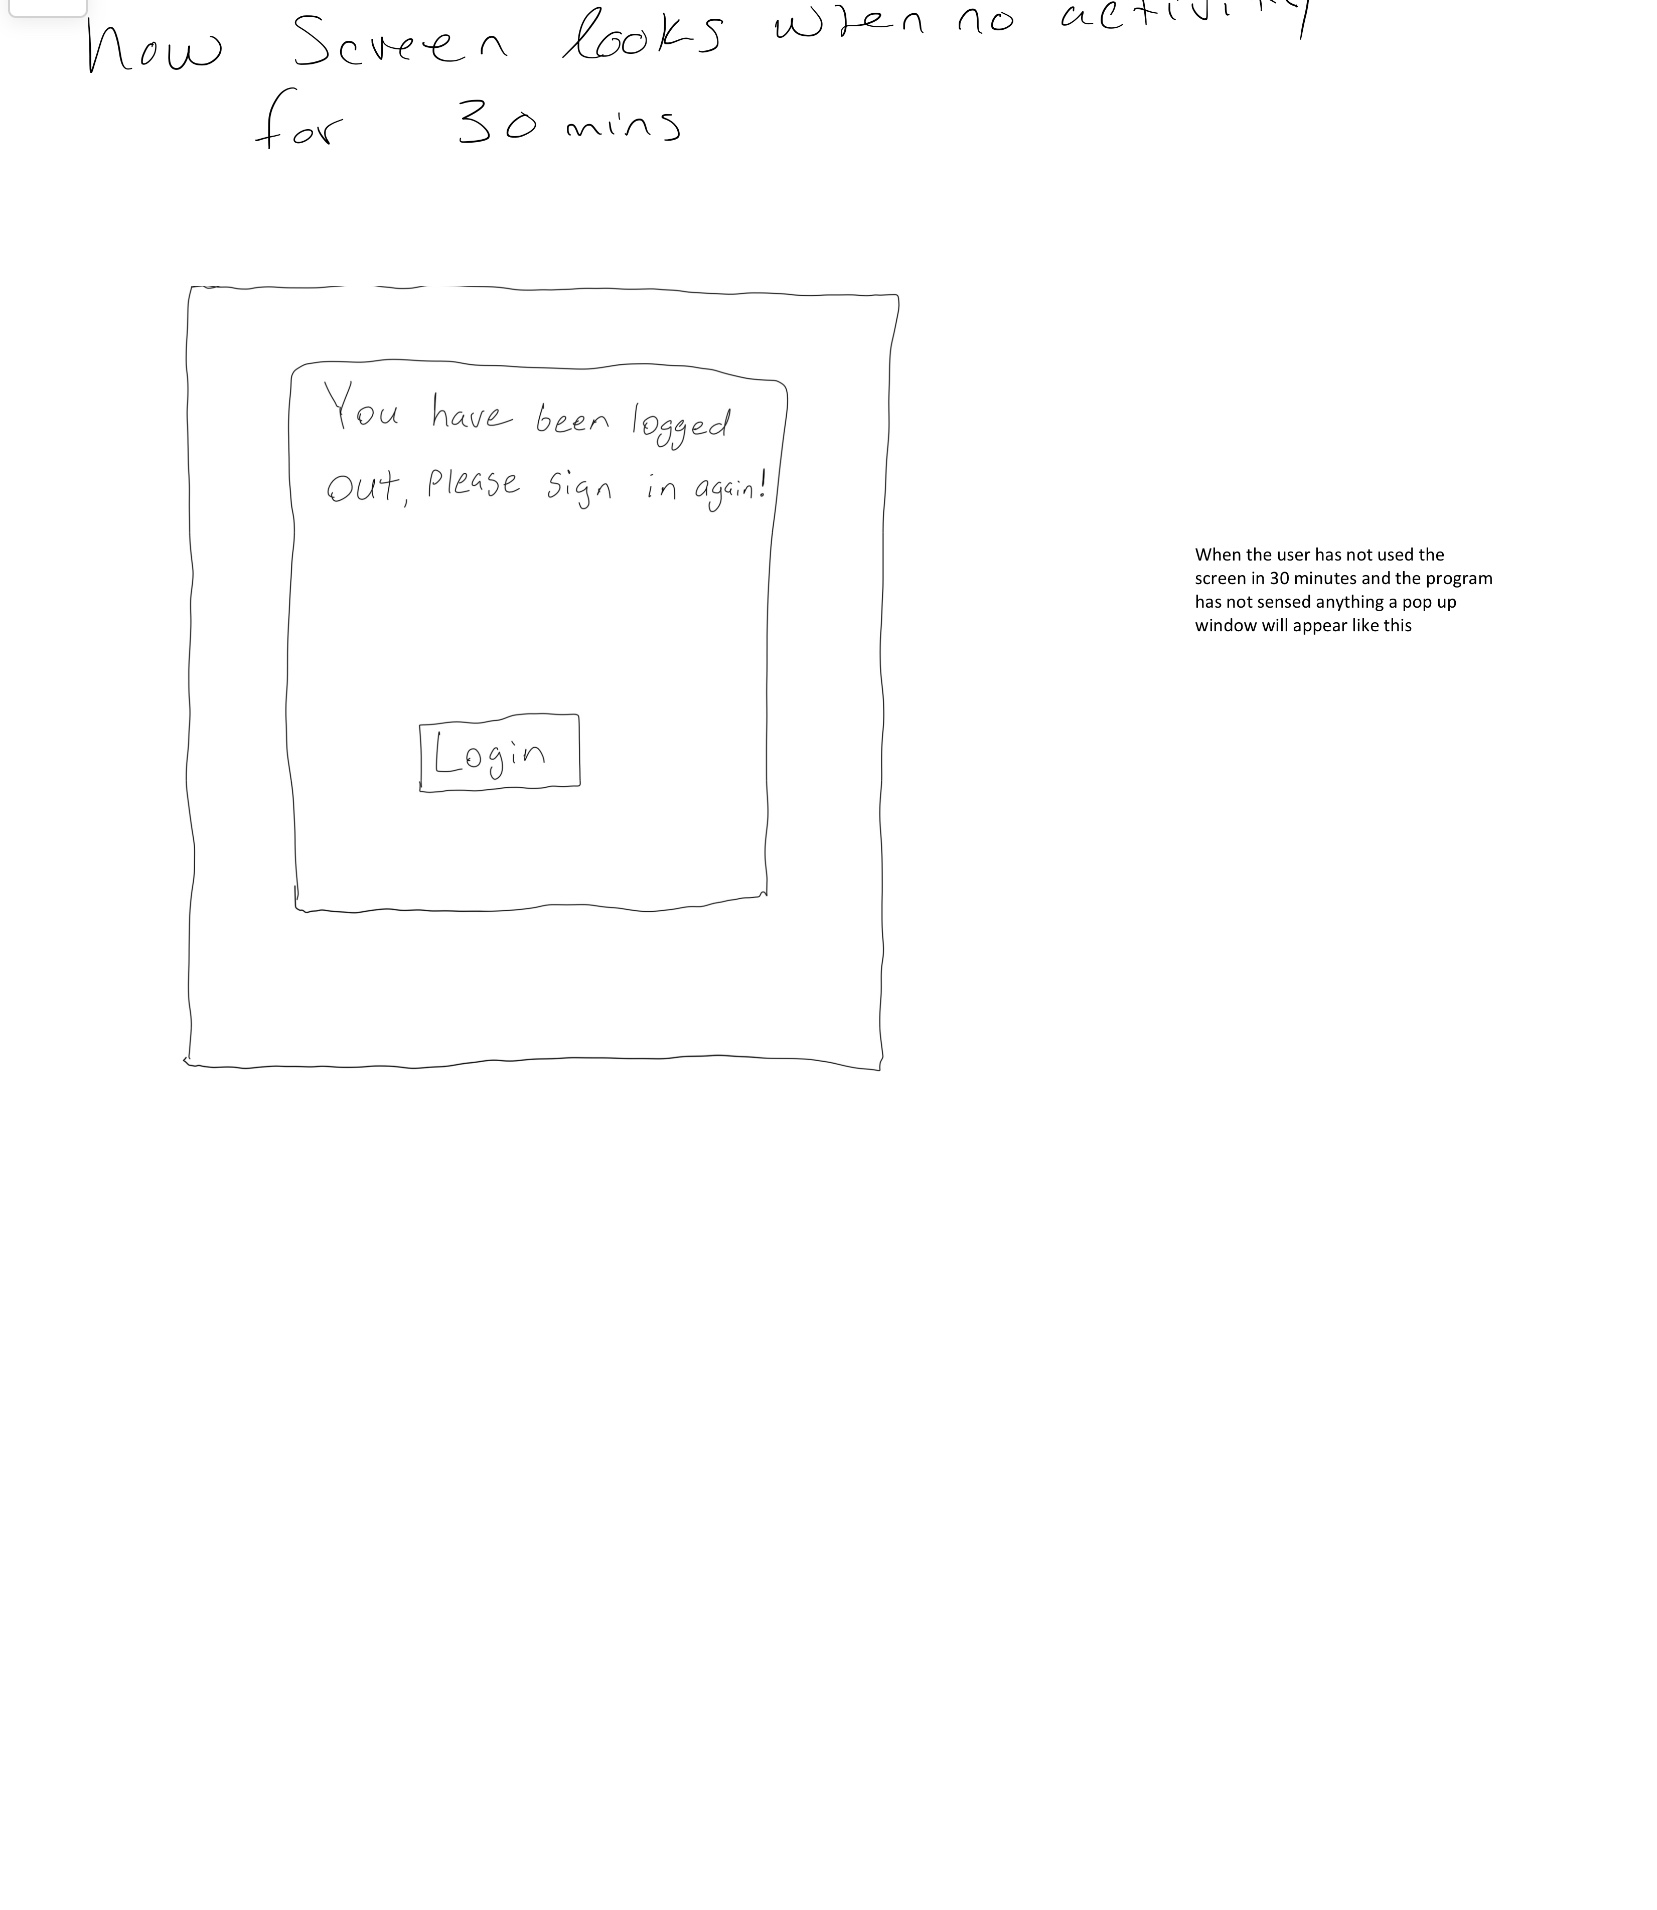 how Screen looks when no activity
for 30 mins
You have been logged
out, please sign in again!
Login
When the user has not used the
screen in 30 minutes and the program
has not sensed anything a pop up
window will appear like this